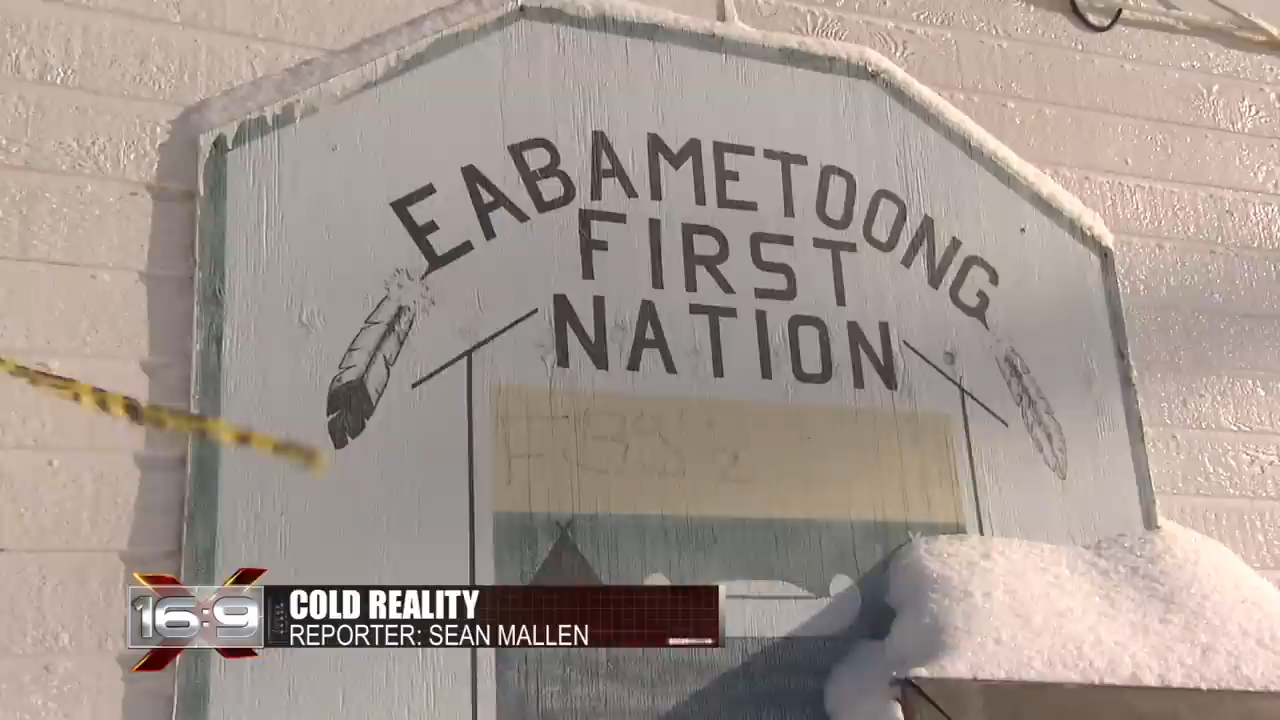 EABAMETOONG
FIRST
NATION
16:9
COLD REALITY
REPORTER: SEAN MALLEN